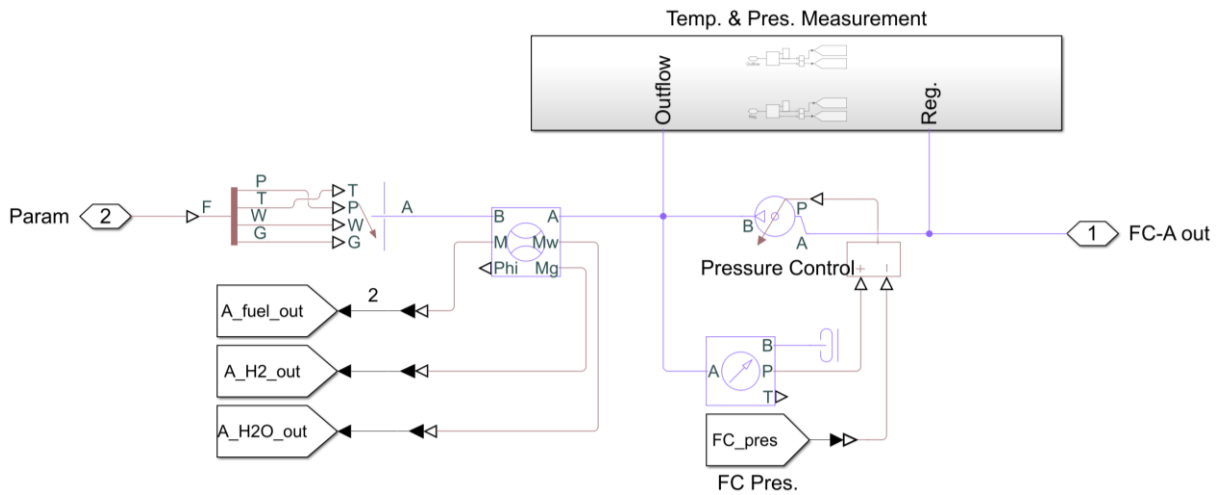 Temp. & Pres. Measurement
Outflow
Reg.
Param
2
F
P
T
W
G
T
P
W
G
A
B
A
M
Mw
Phi
Mg
B
P
A
1
FC-A out
Pressure Control
+
−
2
A_fuel_out
A_H2_out
A_H2O_out
A
B
P
T
FC_pres
FC Pres.